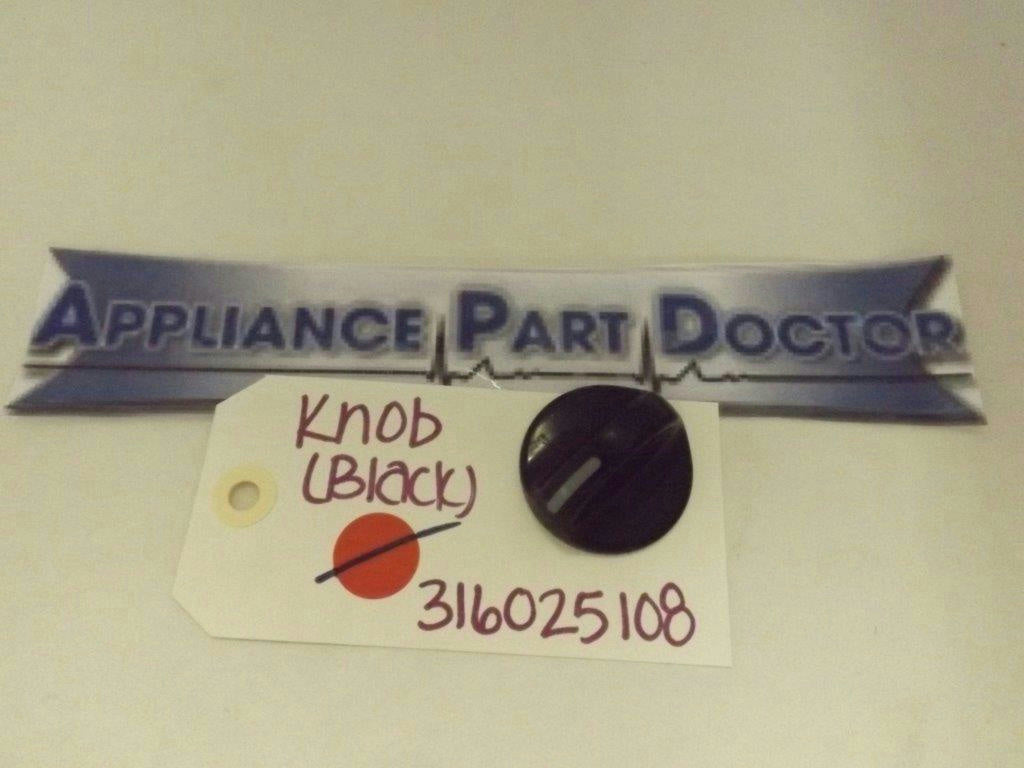 APPLIANCE PART DOCTOR
Knob
(Black)
316025108